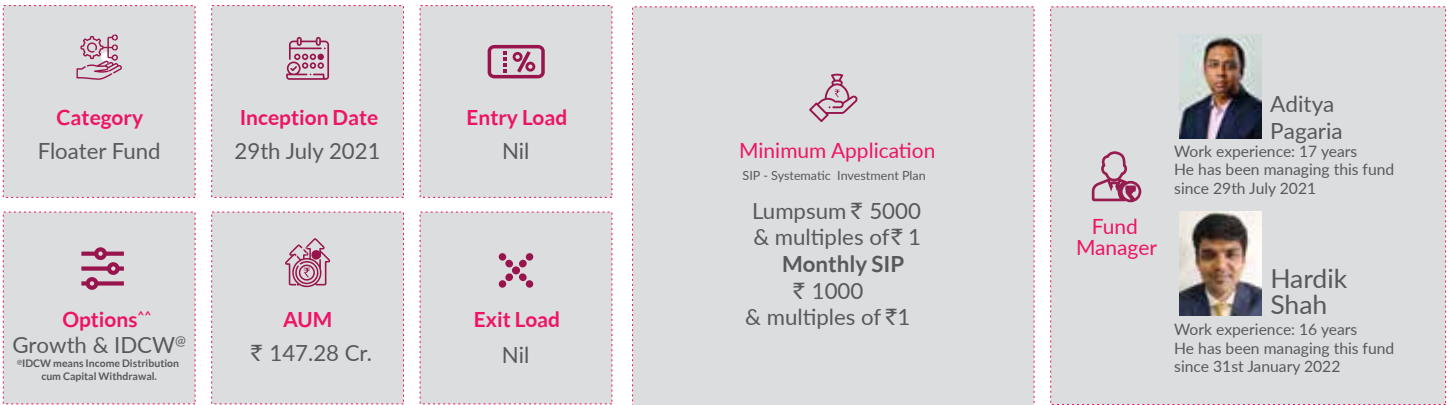 Category
Floater Fund
Inception Date
29th July 2021
%
Entry Load
Nil
Options^^
Growth & IDCW@
@IDCW means Income Distribution
cum Capital Withdrawal.
₹
AUM
₹ 147.28 Cr.
Exit Load
Nil
₹
Minimum Application
SIP - Systematic Investment Plan
Lumpsum ₹ 5000
& multiples of ₹ 1
Monthly SIP
₹ 1000
& multiples of ₹1
₹
Fund
Manager
Aditya
Pagaria
Work experience: 17 years
He has been managing this fund
since 29th July 2021
Hardik
Shah
Work experience: 16 years
He has been managing this fund
since 31st January 2022